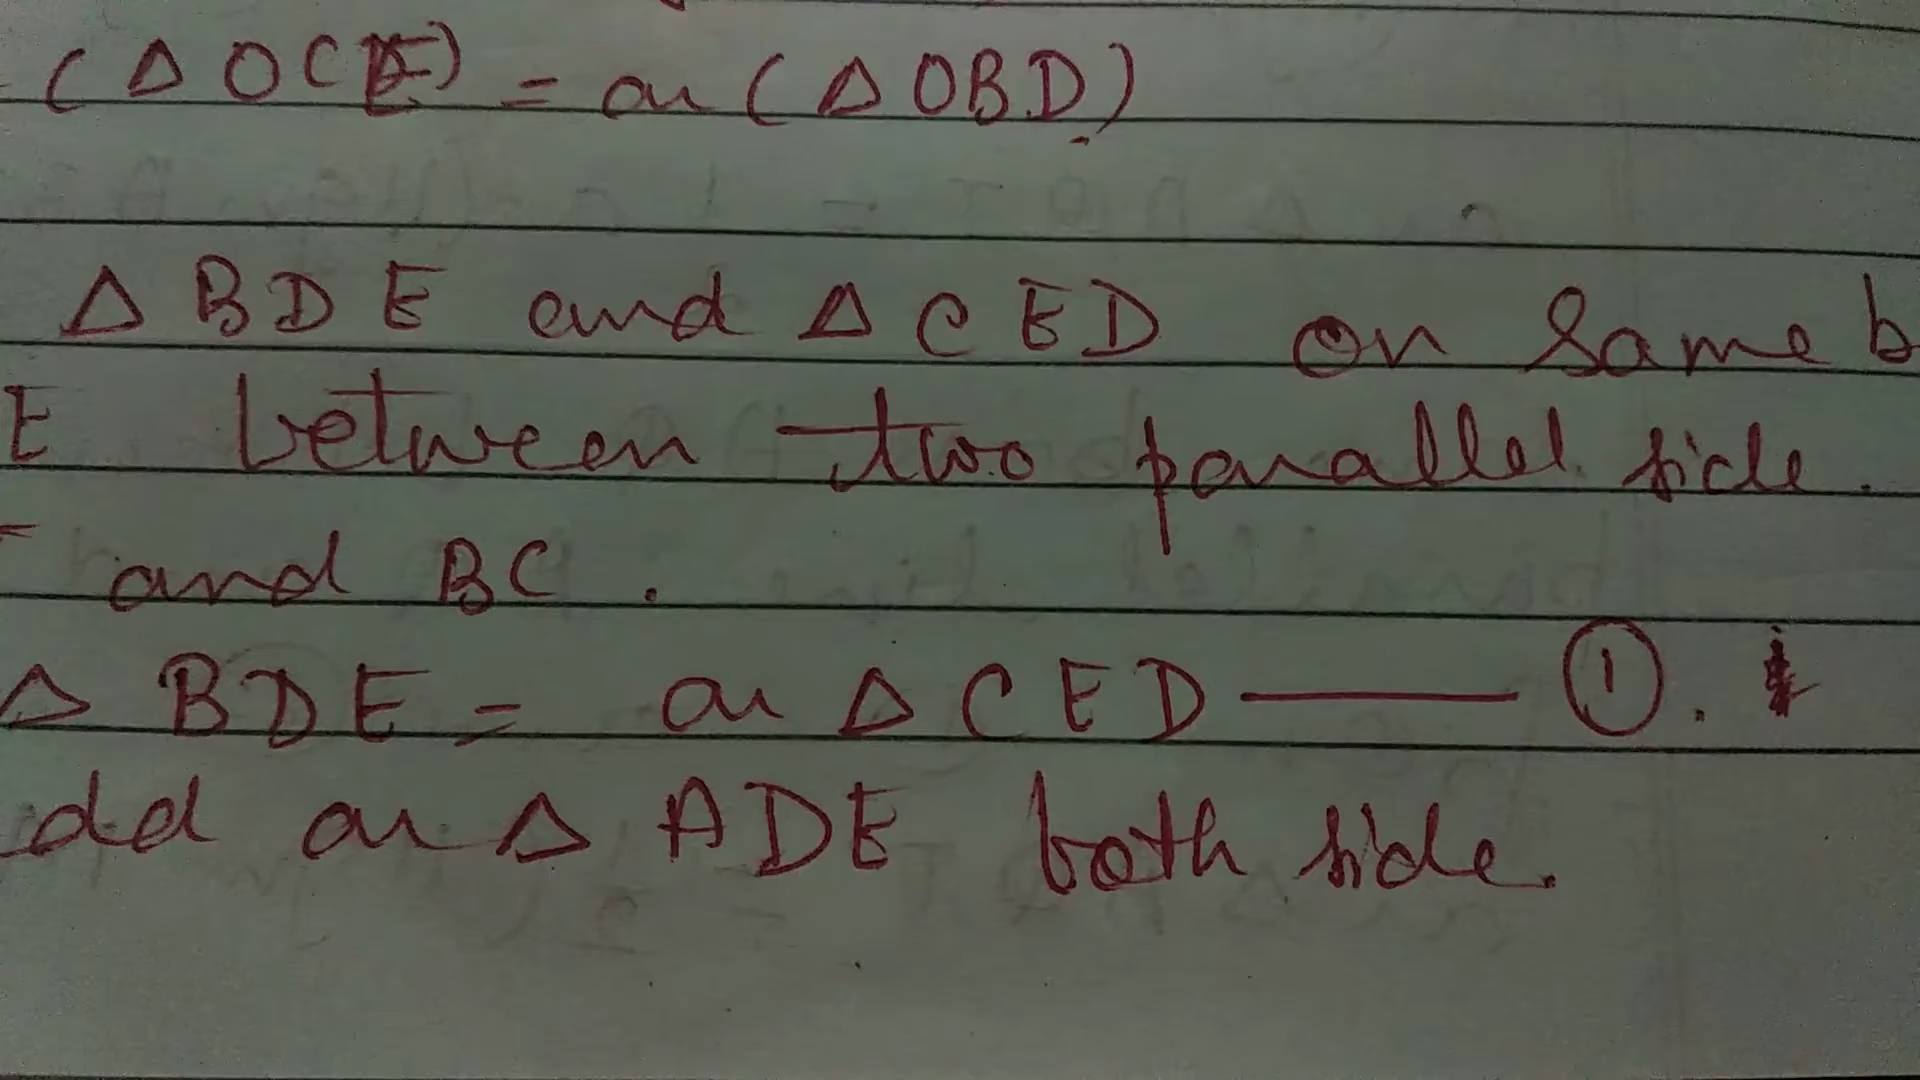 (Δ OCE) = ar (Δ OBD)
Δ BDE and Δ CED on same b
E between two parallel side.
and BC.
Δ BDE = ar Δ CED — ①.
dd ar Δ ADE both side.